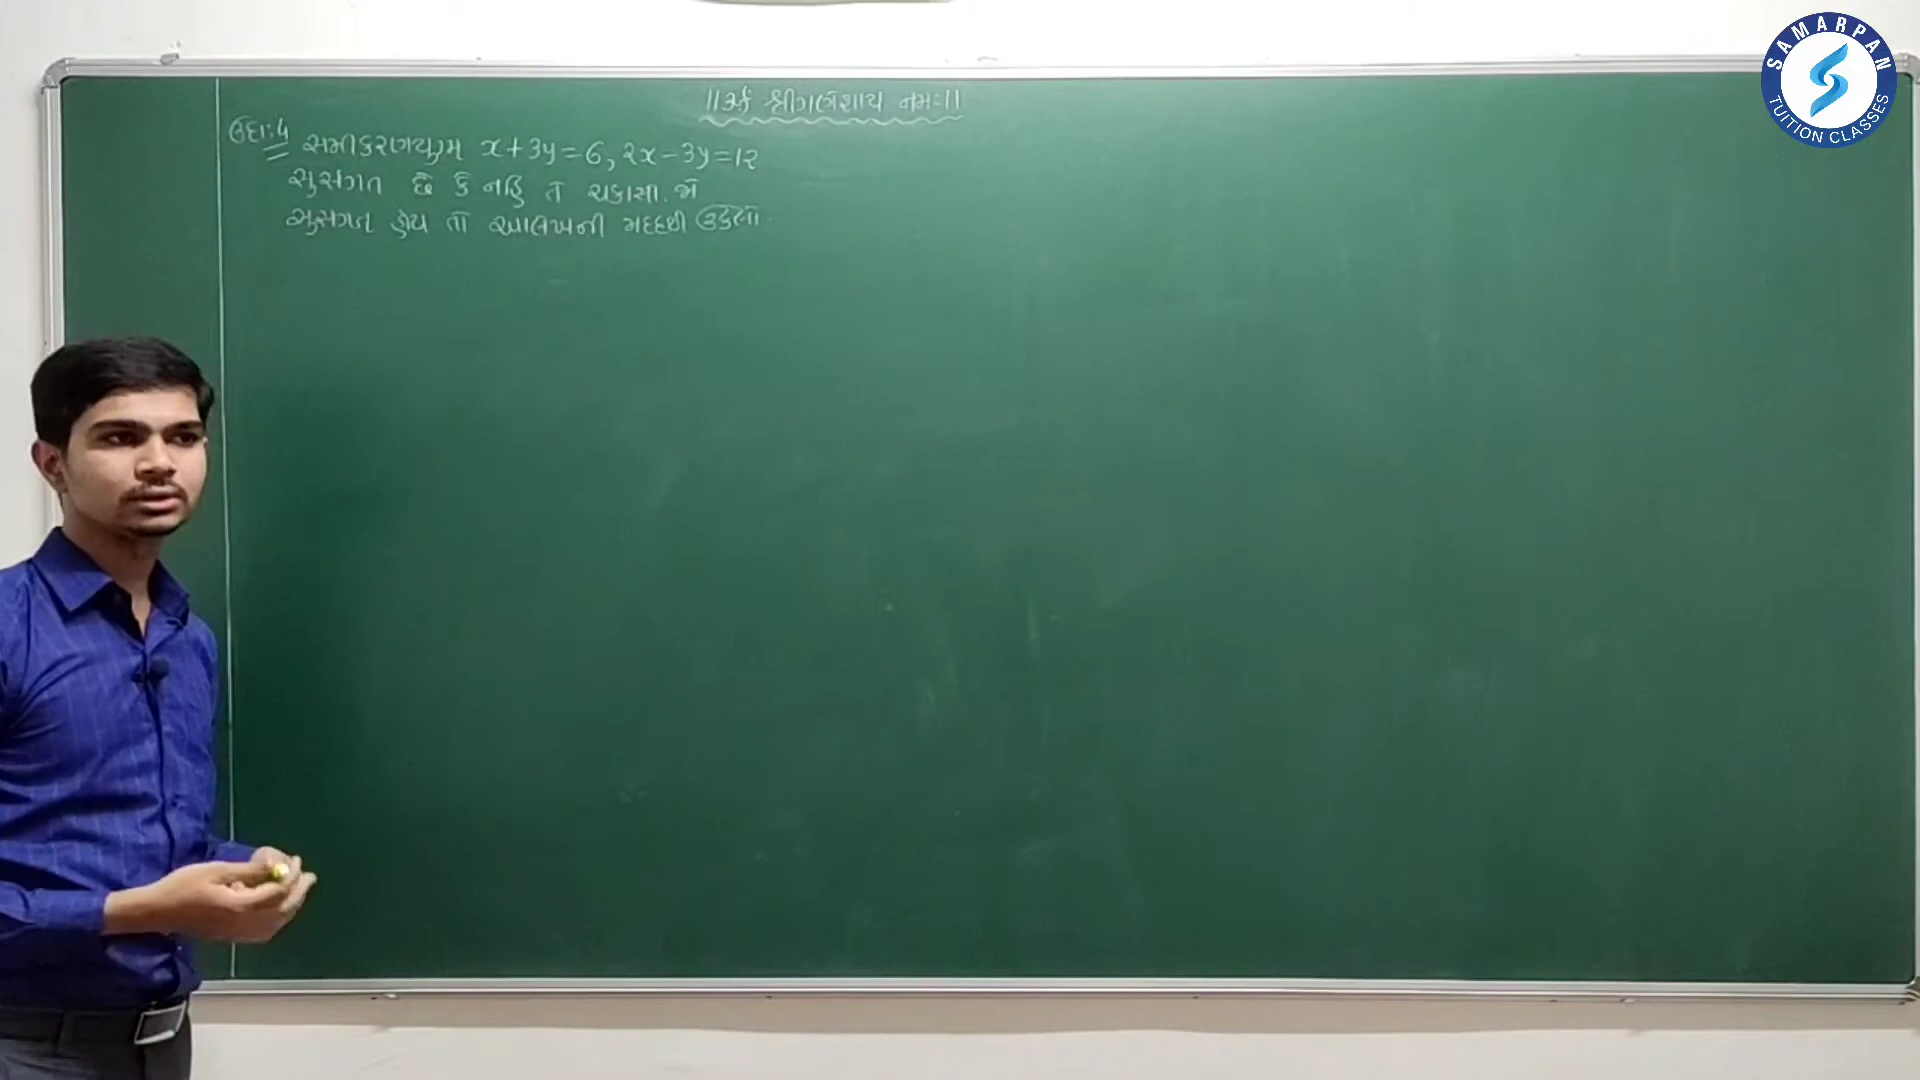 ॥ૐ શ્રીગણેશાય નમઃ॥
ઉદા:4 સમીકરણયુગ્મ x+3y=6, 2x-3y=12
સુસંગત છે કે નહિ તે ચકાસો. જો
સુસંગત હોય તો આલેખની મદદથી ઉકેલો.
SAMARPAN
TUITION CLASSES